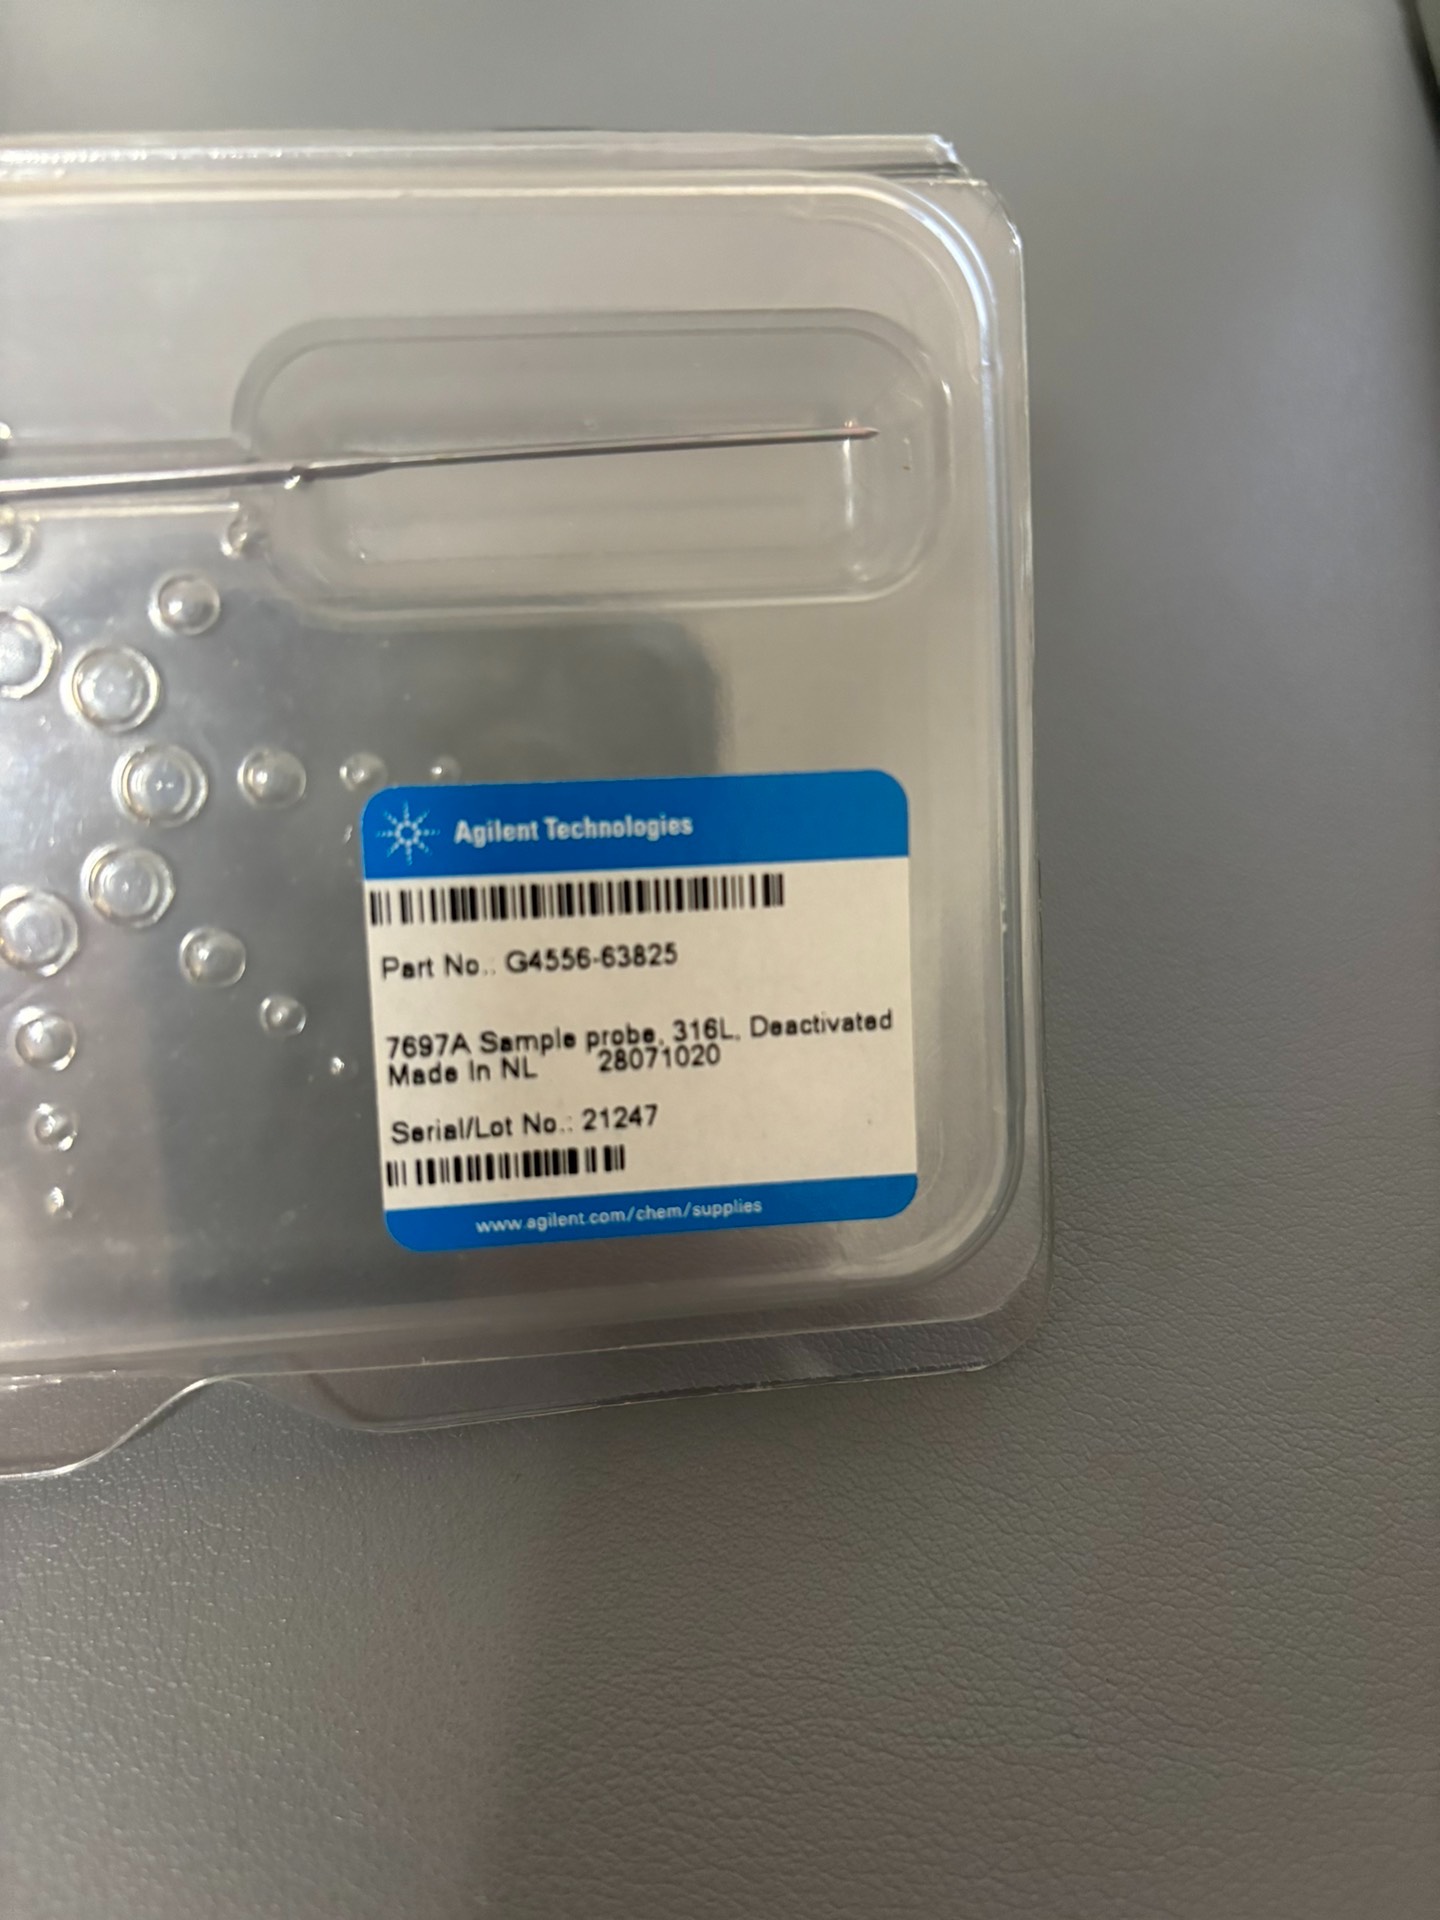 Agilent Technologies
Part No.: G4556-63825
7697A Sample probe, 316L, Deactivated
Made In NL 28071020
Serial/Lot No.: 21247
www.agilent.com/chem/supplies